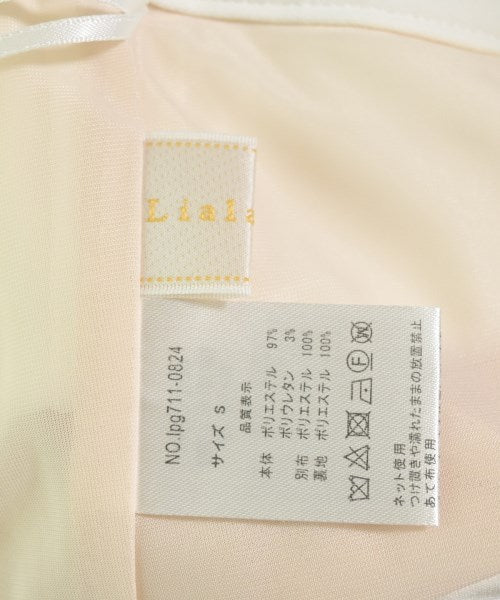 Lialu
NO.lpg711-0824
サイズ S
品質表示
本体 ポリエステル 97%
ポリウレタン 3%
別布 ポリエステル 100%
裏地 ポリエステル 100%
ネット使用
つけ置きや濡れたままの放置禁止
あて布使用